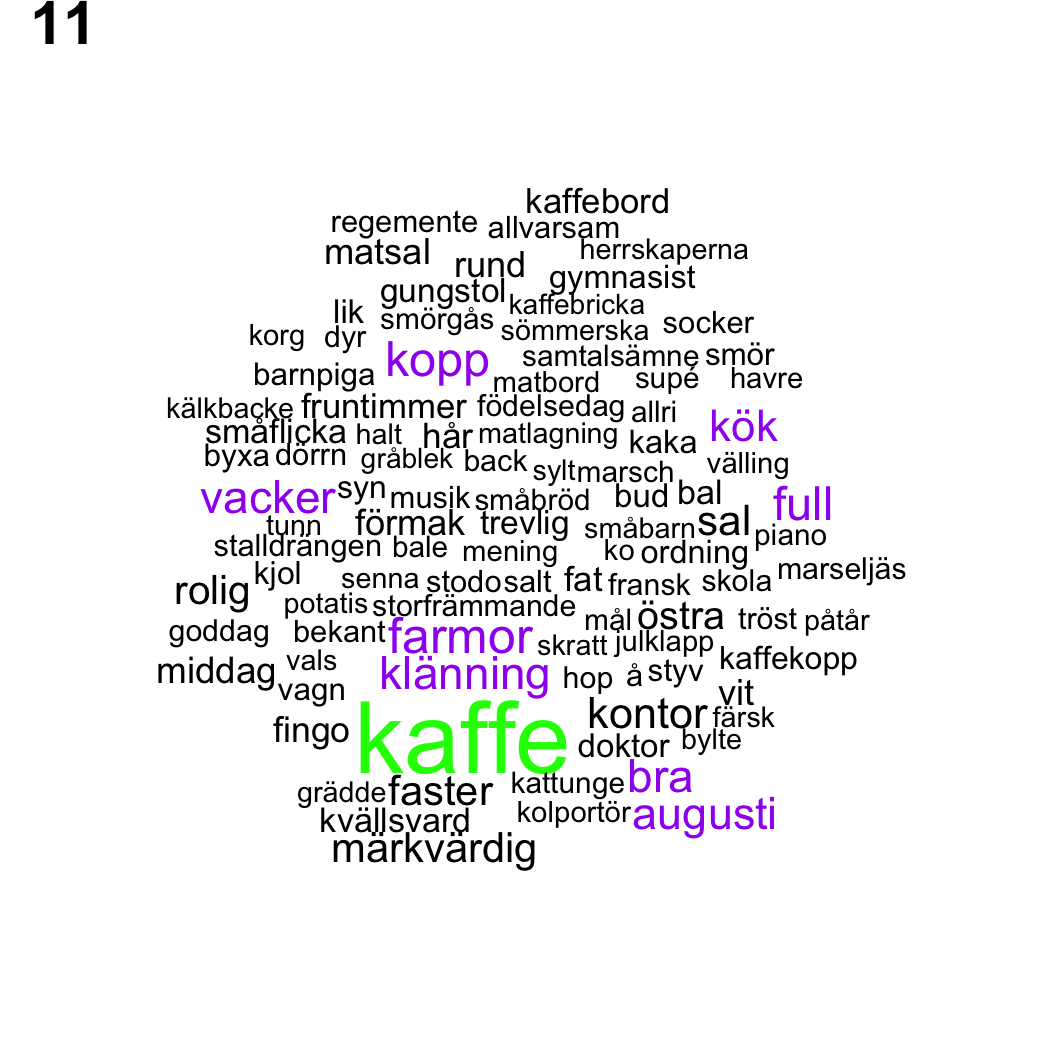 11
kaffebord
regemente allvarsam
matsal rund herrskaperna
gungstol gymnasist
lik smörgås kaffebricka
korg dyr sömmerska socker
kopp samtalsämne smör
barnpiga matbord supé havre
kälkbacke fruntimmer födelsedag allri kök
småflicka halt hår matlagning kaka
byxa dörrn gråblek back sylt marsch välling
vacker syn musik småbröd bud bal full
tunn förmak trevlig småbarn sal piano
stalldrängen bale mening ko ordning
rolig kjol senna stodo salt fat fransk skola marseljäs
potatis storfrämmande mål östra tröst påtår
goddag bekant farmor skratt julklapp
middag vals klänning hop å styv kaffekopp
vagn vit
fingo kaffe kontor färsk
doktor bylte
grädde faster kattunge bra
kvällsvard kolportör augusti
märkvärdig